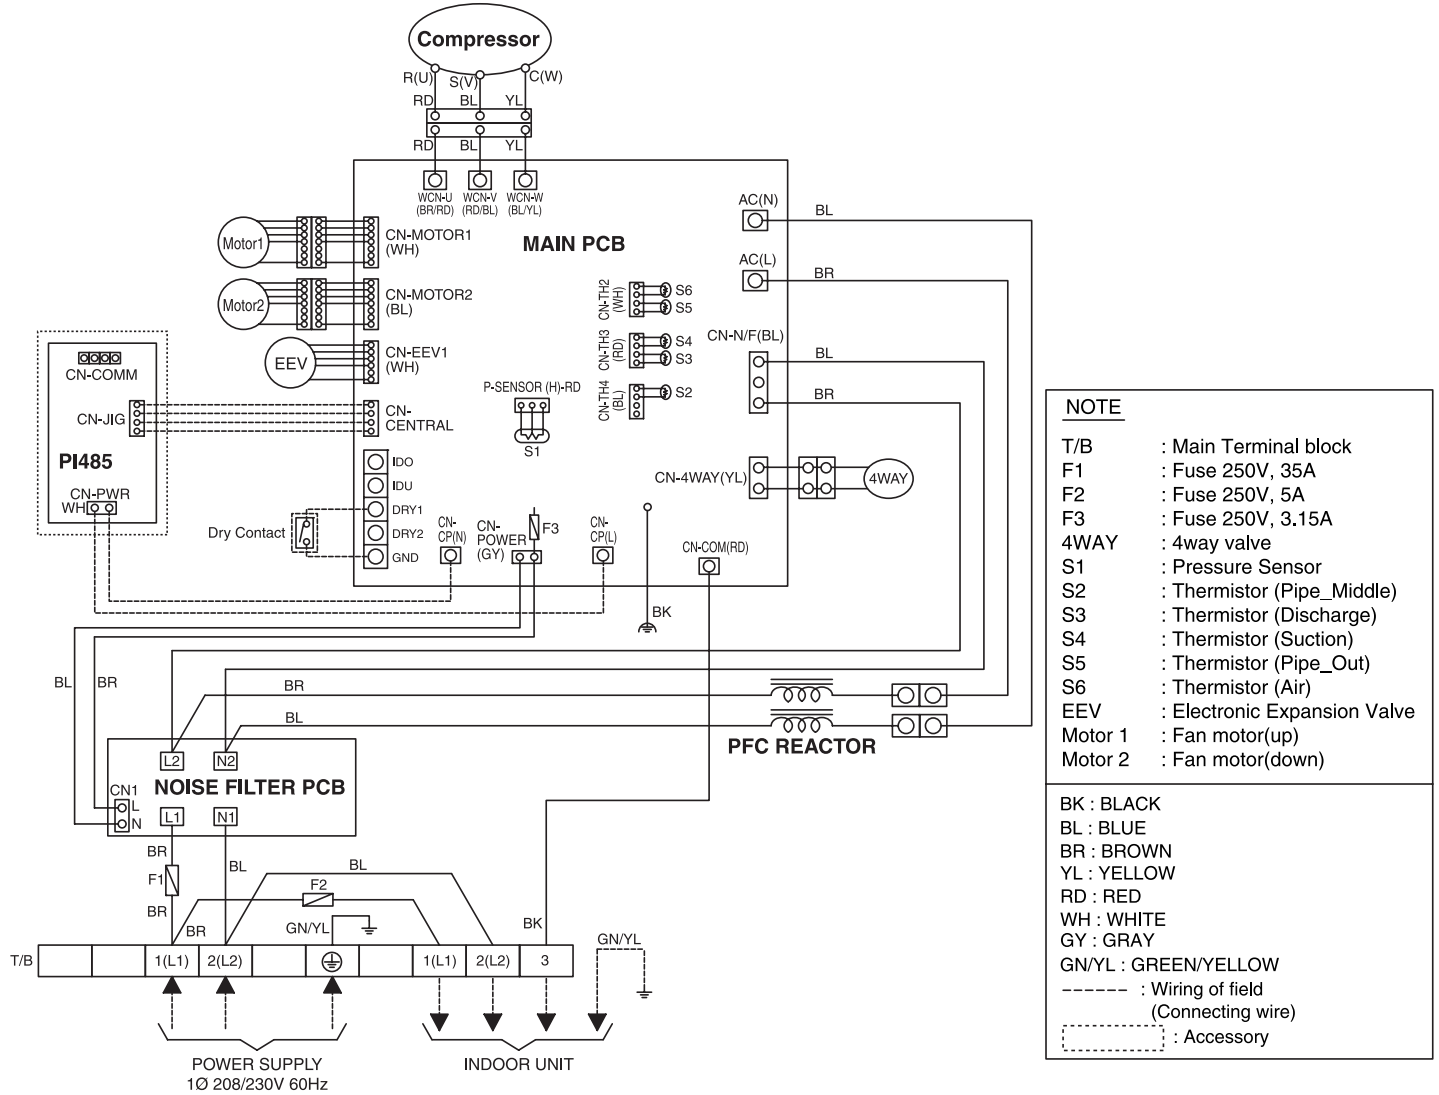 Compressor
R(U) S(V) C(W)
RD BL YL
RD BL YL
WCN-U (BR/RD)
WCN-V (RD/BL)
WCN-W (BL/YL)
MAIN PCB
Motor1
CN-MOTOR1
(WH)
Motor2
CN-MOTOR2
(BL)
EEV
CN-EEV1
(WH)
CN-
CENTRAL
CN-COMM
CN-JIG
PI485
CN-PWR
WH
Dry Contact
IDO
IDU
DRY1
DRY2
GND
CN-
CP(N)
CN-
POWER
(GY)
F3
CN-
CP(L)
P-SENSOR (H)-RD
S1
CN-TH2
(WH)
S6
S5
CN-TH3
(RD)
S4
S3
CN-TH4
(BL)
S2
AC(N)
BL
AC(L)
BR
CN-N/F(BL)
BL
BR
CN-4WAY(YL)
4WAY
CN-COM(RD)
BK
BL
BR
BR
BL
PFC REACTOR
L2
N2
NOISE FILTER PCB
CN1
L
N
L1
N1
BR
F1
BR
BL
BR
BL
F2
GN/YL
BK
GN/YL
T/B
1(L1)
2(L2)
1(L1)
2(L2)
3
POWER SUPPLY
1Ø 208/230V 60Hz
INDOOR UNIT
NOTE
T/B : Main Terminal block
F1 : Fuse 250V, 35A
F2 : Fuse 250V, 5A
F3 : Fuse 250V, 3.15A
4WAY : 4way valve
S1 : Pressure Sensor
S2 : Thermistor (Pipe_Middle)
S3 : Thermistor (Discharge)
S4 : Thermistor (Suction)
S5 : Thermistor (Pipe_Out)
S6 : Thermistor (Air)
EEV : Electronic Expansion Valve
Motor 1 : Fan motor(up)
Motor 2 : Fan motor(down)
BK : BLACK
BL : BLUE
BR : BROWN
YL : YELLOW
RD : RED
WH : WHITE
GY : GRAY
GN/YL : GREEN/YELLOW
: Wiring of field
(Connecting wire)
: Accessory